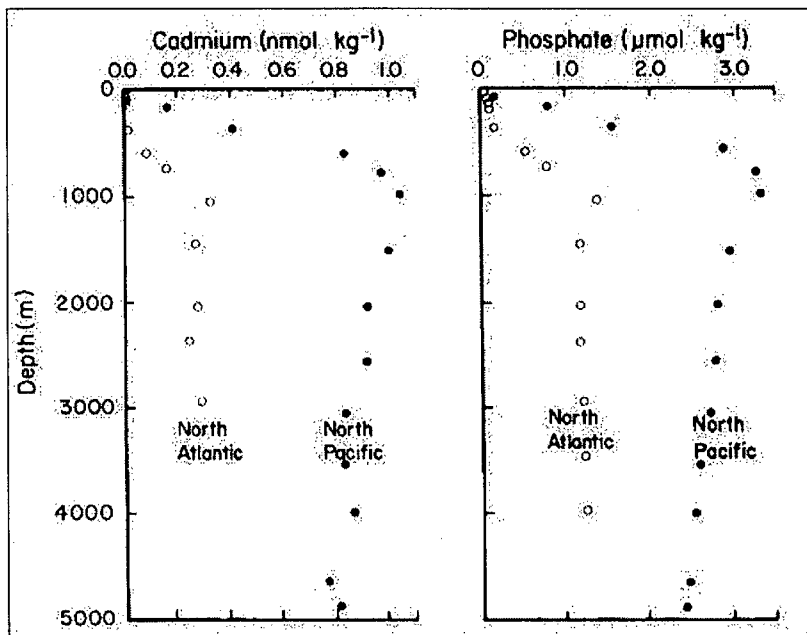 Cadmium (nmol kg⁻¹)
0.0 0.2 0.4 0.6 0.8 1.0
Phosphate (µmol kg⁻¹)
0 1.0 2.0 3.0
Depth (m)
0
1000
2000
3000
4000
5000
North
Atlantic
North
Pacific
North
Atlantic
North
Pacific